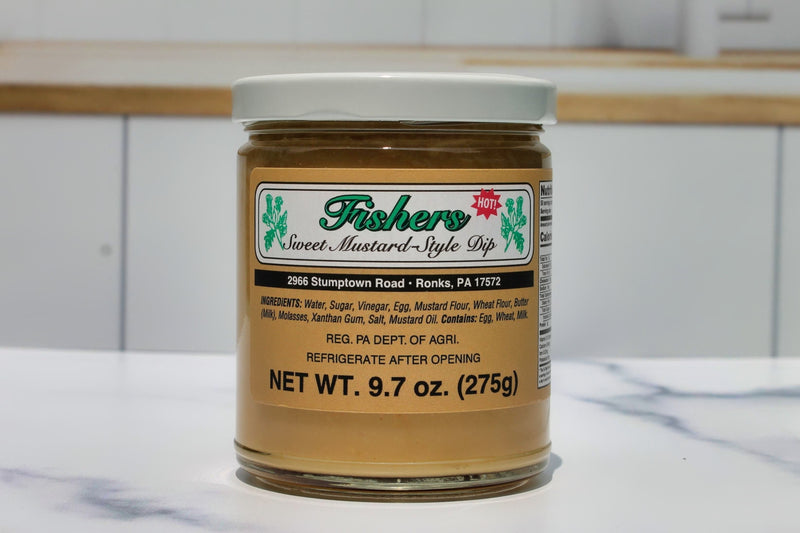 Fishers
HOT!
Sweet Mustard-Style Dip
2966 Stumptown Road • Ronks, PA 17572
INGREDIENTS: Water, Sugar, Vinegar, Egg, Mustard Flour, Wheat Flour, Butter
(Milk), Molasses, Xanthan Gum, Salt, Mustard Oil. Contains: Egg, Wheat, Milk.
REG. PA DEPT. OF AGRI.
REFRIGERATE AFTER OPENING
NET WT. 9.7 oz. (275g)